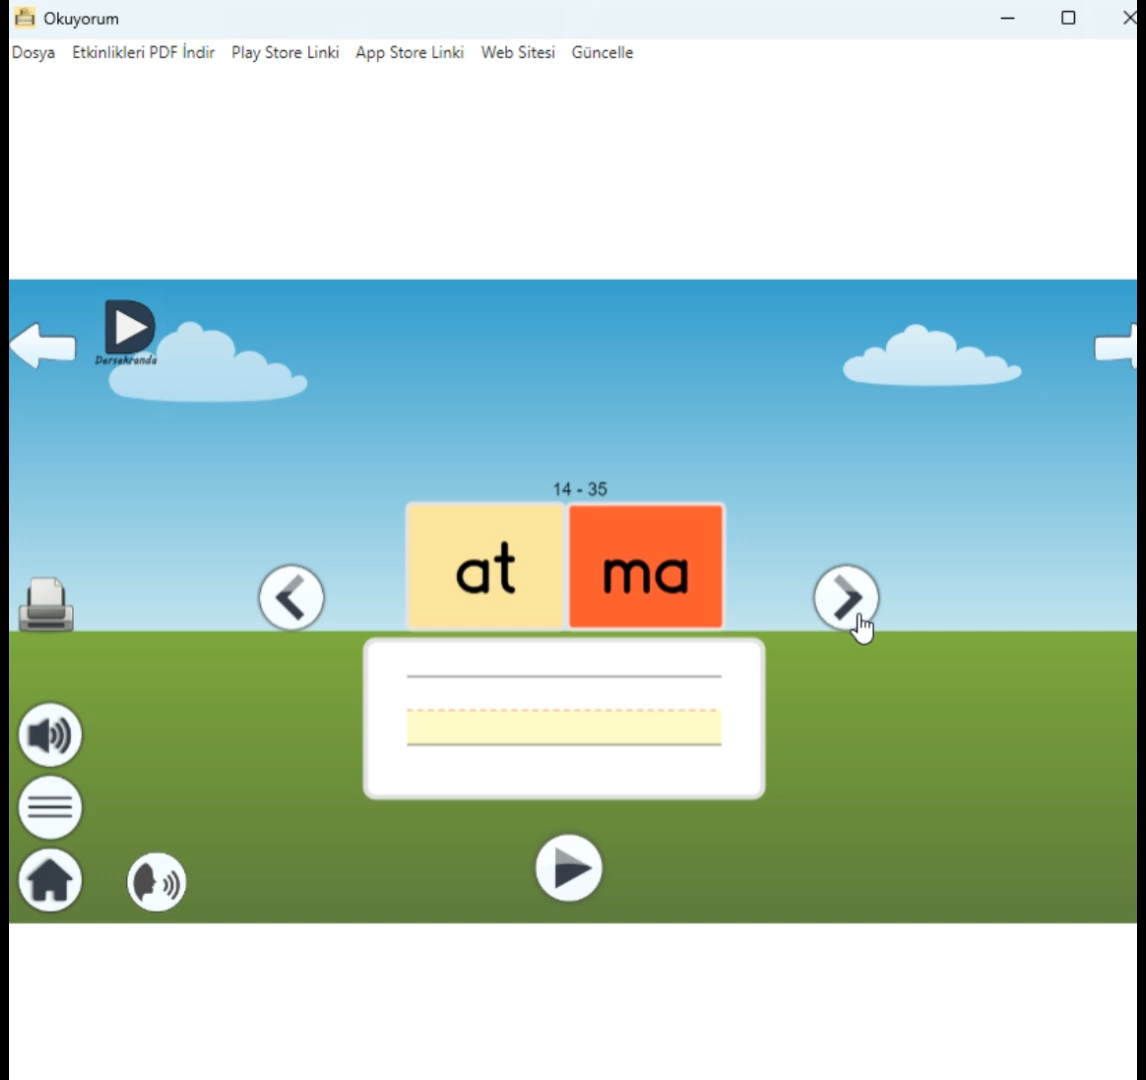 Okuyorum
Dosya Etkinlikleri PDF İndir Play Store Linki App Store Linki Web Sitesi Güncelle
Dersekranda
14 - 35
at ma